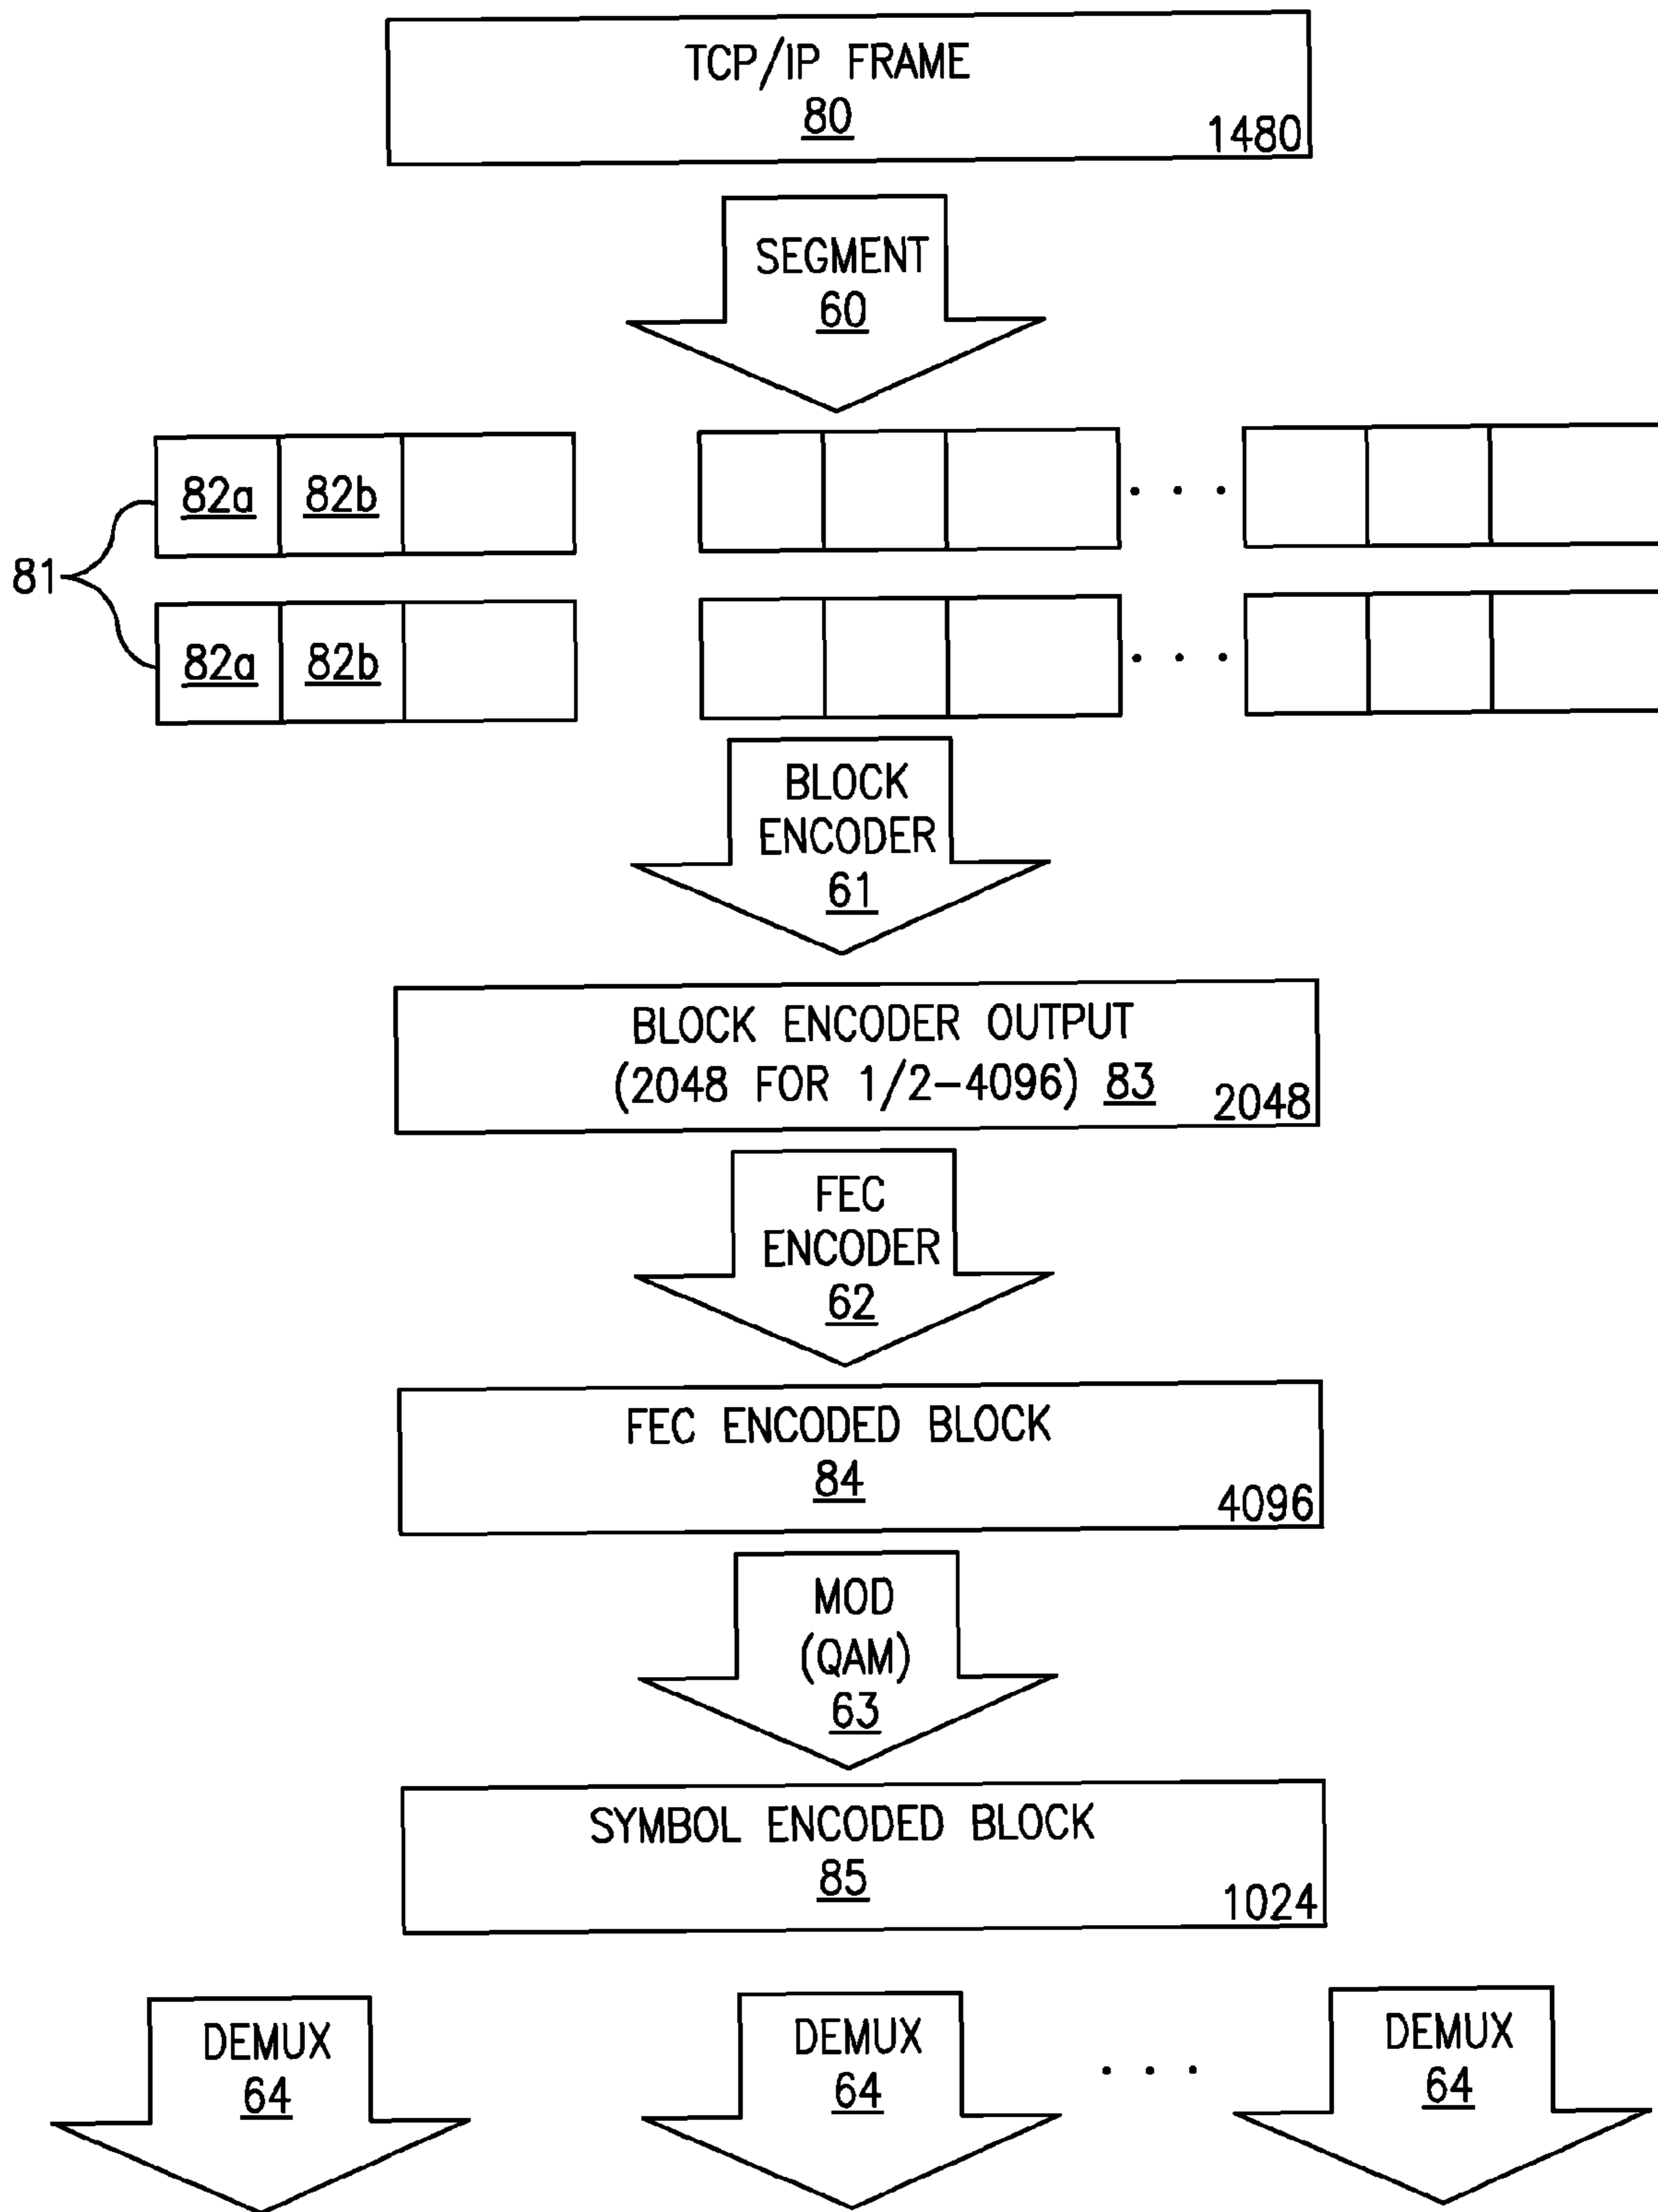 TCP/IP FRAME
80
1480
SEGMENT
60
82a 82b
81
82a 82b
BLOCK
ENCODER
61
BLOCK ENCODER OUTPUT
(2048 FOR 1/2-4096) 83
2048
FEC
ENCODER
62
FEC ENCODED BLOCK
84
4096
MOD
(QAM)
63
SYMBOL ENCODED BLOCK
85
1024
DEMUX
64
DEMUX
64
. . .
DEMUX
64